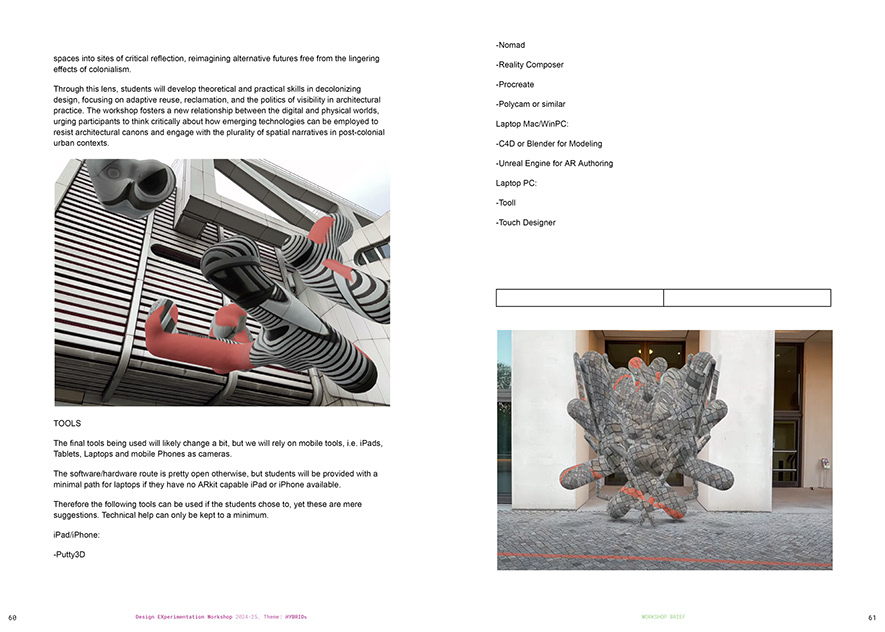 spaces into sites of critical reflection, reimagining alternative futures free from the lingering
effects of colonialism.
Through this lens, students will develop theoretical and practical skills in decolonizing
design, focusing on adaptive reuse, reclamation, and the politics of visibility in architectural
practice. The workshop fosters a new relationship between the digital and physical worlds,
urging participants to think critically about how emerging technologies can be employed to
resist architectural canons and engage with the plurality of spatial narratives in post-colonial
urban contexts.
TOOLS
The final tools being used will likely change a bit, but we will rely on mobile tools, i.e. iPads,
Tablets, Laptops and mobile Phones as cameras.
The software/hardware route is pretty open otherwise, but students will be provided with a
minimal path for laptops if they have no ARkit capable iPad or iPhone available.
Therefore the following tools can be used if the students chose to, yet these are mere
suggestions. Technical help can only be kept to a minimum.
iPad/iPhone:
-Putty3D
60
Design EXperimentation Workshop 2024-25. Theme: HYBRIDs
-Nomad
-Reality Composer
-Procreate
-Polycam or similar
Laptop Mac/WinPC:
-C4D or Blender for Modeling
-Unreal Engine for AR Authoring
Laptop PC:
-Tooll
-Touch Designer
WORKSHOP BRIEF
61